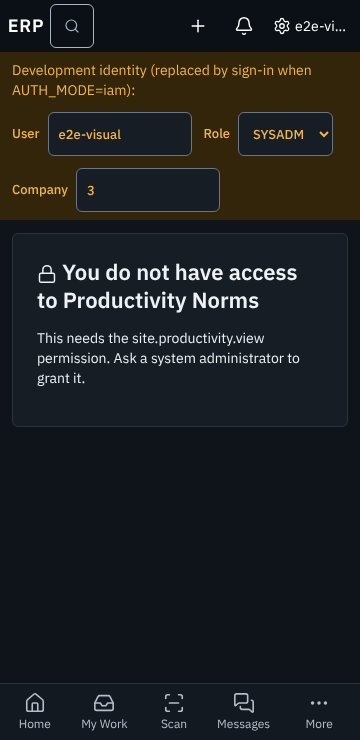 ERP
e2e-vi...
Development identity (replaced by sign-in when
AUTH_MODE=iam):
User e2e-visual Role SYSADM
Company 3
You do not have access
to Productivity Norms
This needs the site.productivity.view
permission. Ask a system administrator to
grant it.
Home My Work Scan Messages More